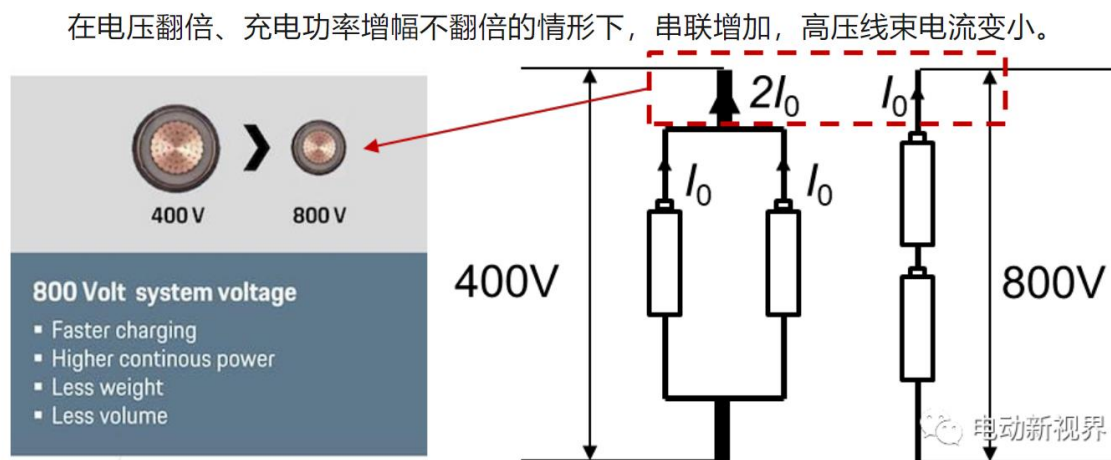 在电压翻倍、充电功率增幅不翻倍的情形下，串联增加，高压线束电流变小。
400 V
800 V
800 Volt system voltage
▪ Faster charging
▪ Higher continous power
▪ Less weight
▪ Less volume
2I₀
I₀
I₀
I₀
400V
800V
电动新视界